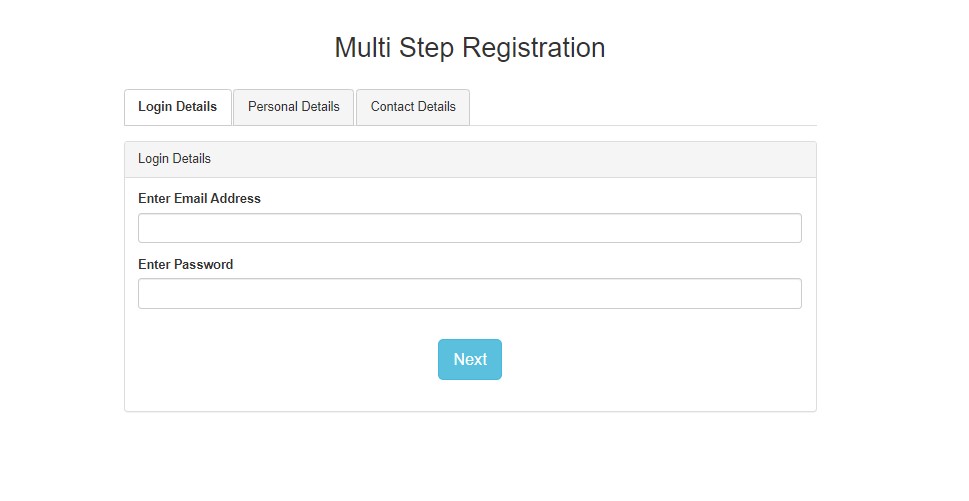 Multi Step Registration
Login Details Personal Details Contact Details
Login Details
Enter Email Address
Enter Password
Next